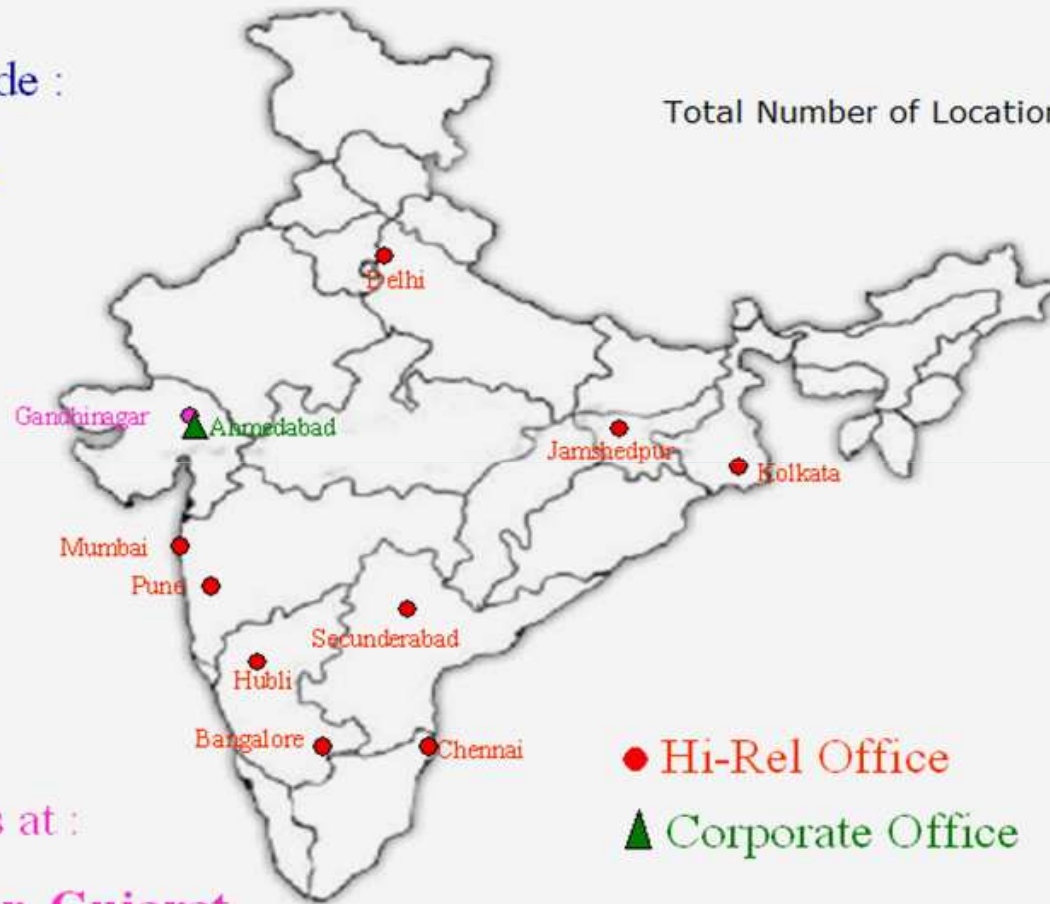 de :
Total Number of Location
Delhi
Gandhinagar
Ahmedabad
Jamshedpur
Kolkata
Mumbai
Pune
Secunderabad
Hubli
Bangalore
Chennai
Hi-Rel Office
s at :
Corporate Office
Gujarat